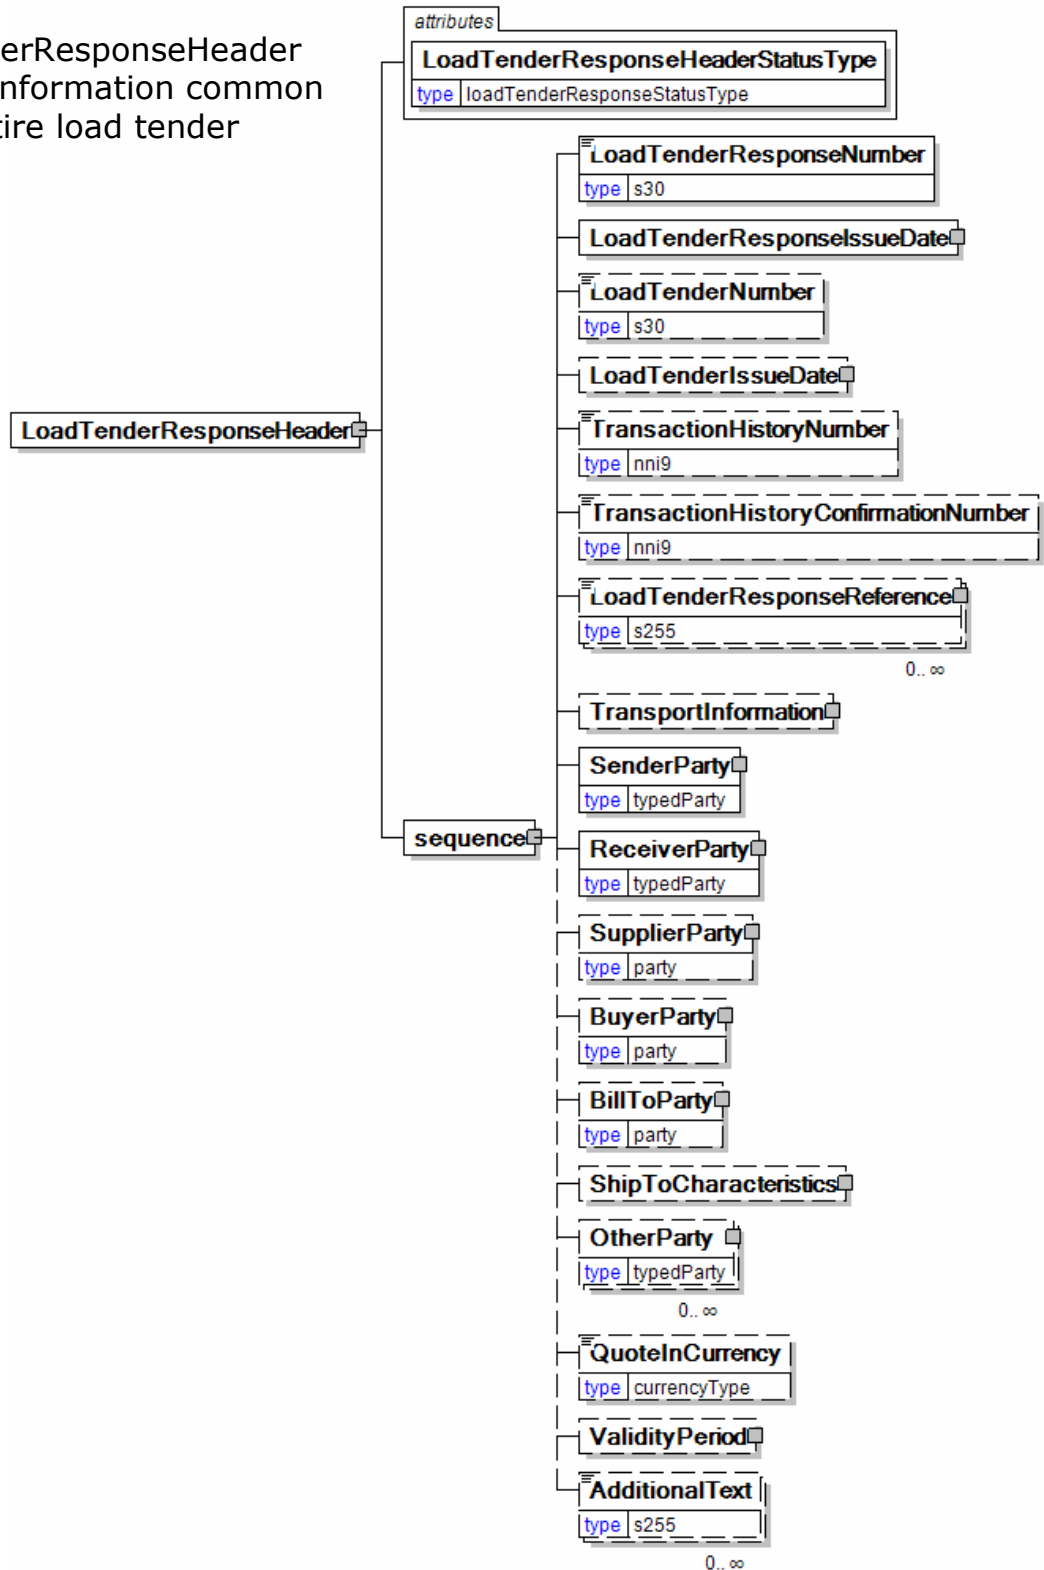 attributes
derResponseHeader
LoadTenderResponseHeaderStatusType
nformation common
type loadTenderResponseStatusType
tire load tender
LoadTenderResponseNumber
type s30
LoadTenderResponseIssueDate
LoadTenderNumber
type s30
LoadTenderIssueDate
TransactionHistoryNumber
LoadTenderResponseHeader
type nni9
TransactionHistoryConfirmationNumber
type nni9
LoadTenderResponseReference
type s255
0.. ∞
TransportInformation
SenderParty
type typedParty
sequence
ReceiverParty
type typedParty
SupplierParty
type party
BuyerParty
type party
BillToParty
type party
ShipToCharacteristics
OtherParty
type typedParty
0.. ∞
QuoteInCurrency
type currencyType
ValidityPeriod
AdditionalText
type s255
0.. ∞